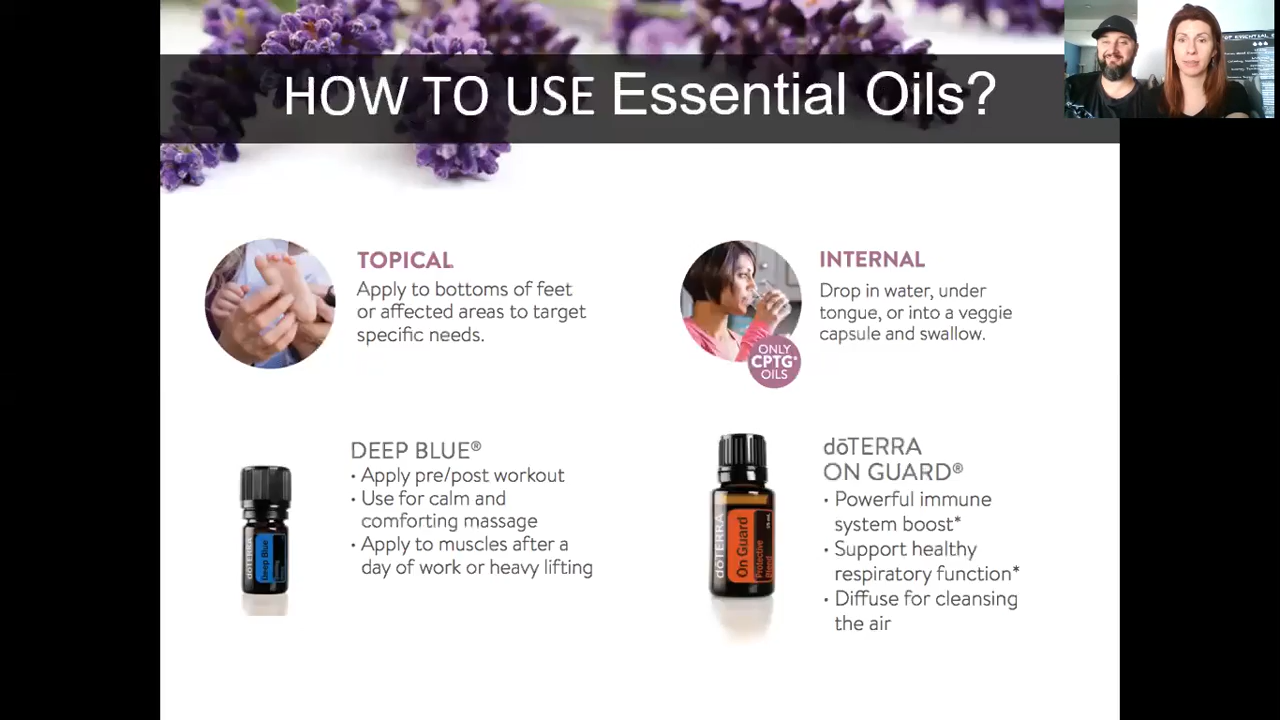 HOW TO USE Essential Oils?
TOPICAL
Apply to bottoms of feet
or affected areas to target
specific needs.
INTERNAL
Drop in water, under
tongue, or into a veggie
capsule and swallow.
ONLY
CPTG*
OILS
DEEP BLUE®
• Apply pre/post workout
• Use for calm and
comforting massage
• Apply to muscles after a
day of work or heavy lifting
dōTERRA
Deep Blue
dōTERRA
ON GUARD®
• Powerful immune
system boost*
• Support healthy
respiratory function*
• Diffuse for cleansing
the air
dōTERRA
On Guard
Protective
Blend
15 mL